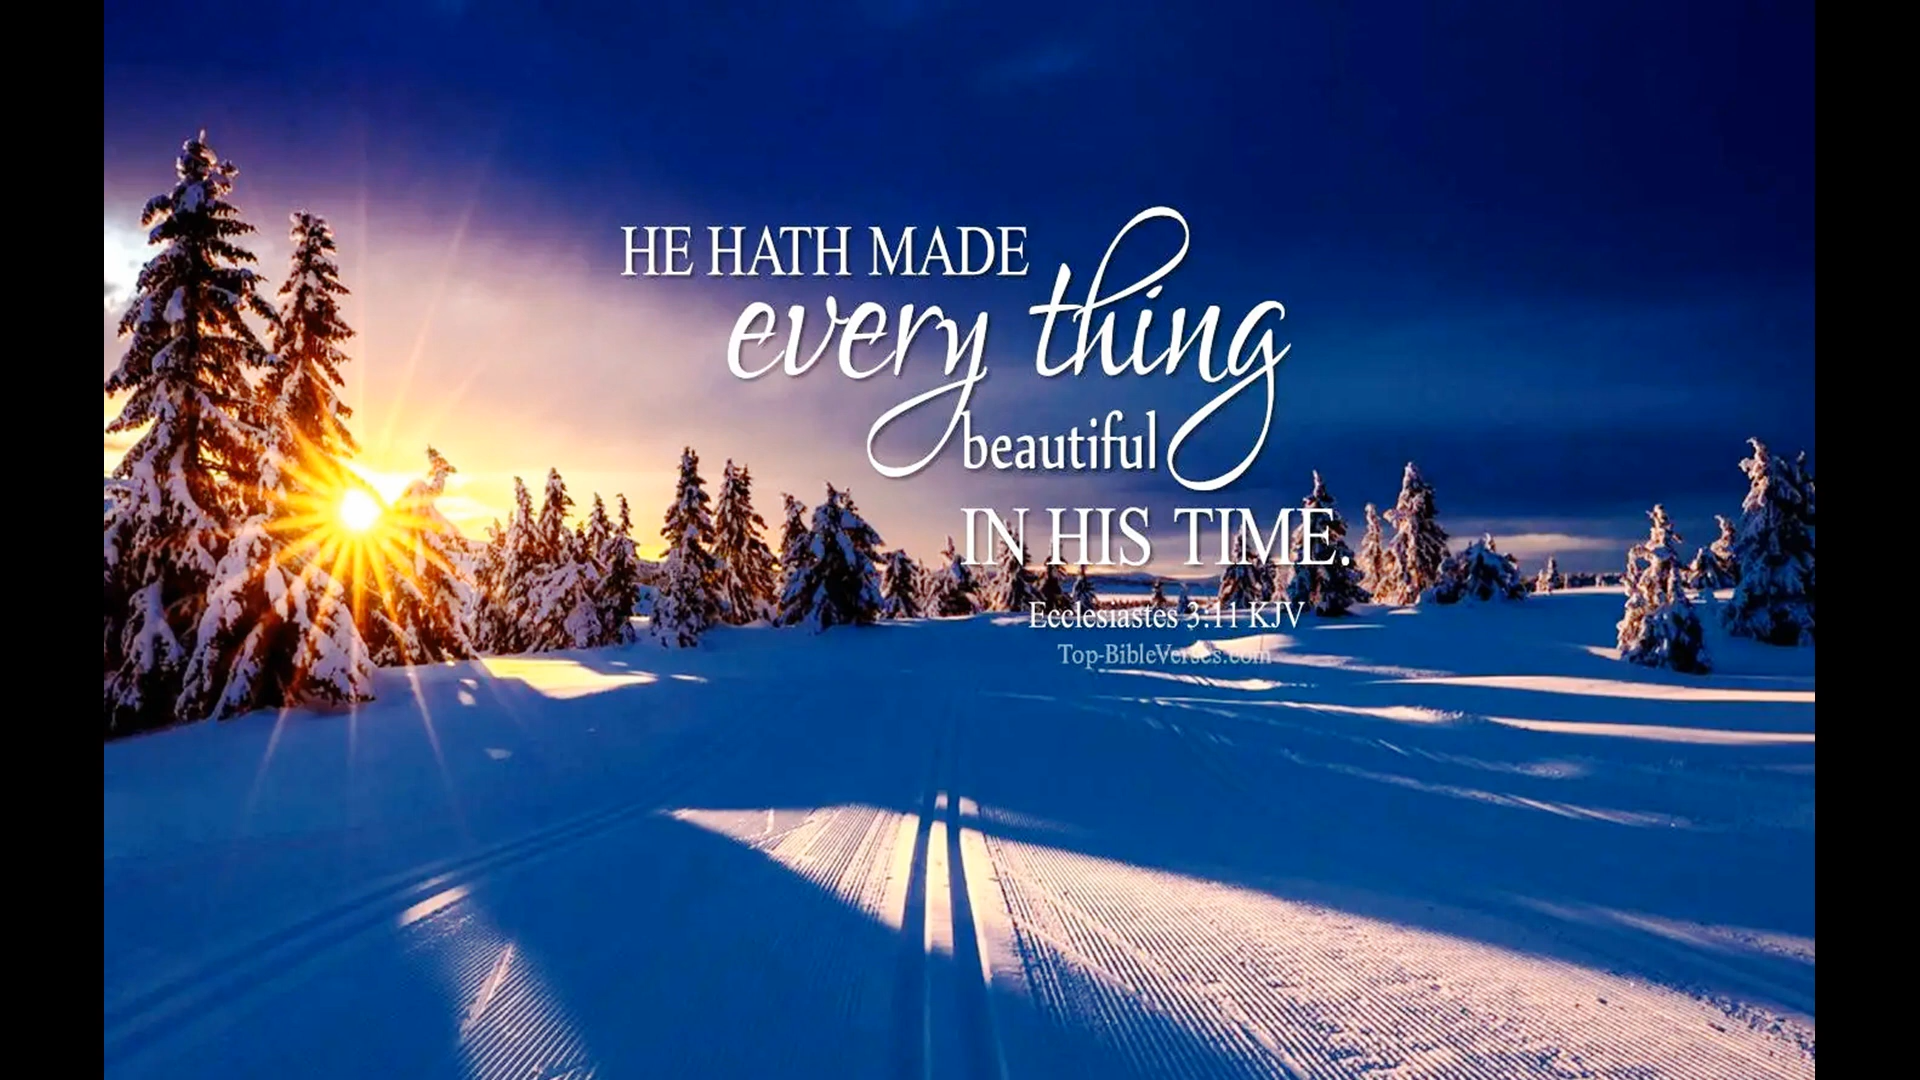 HE HATH MADE
every thing
beautiful
IN HIS TIME.
Ecclesiastes 3:11 KJV
Top-BibleVerses.com